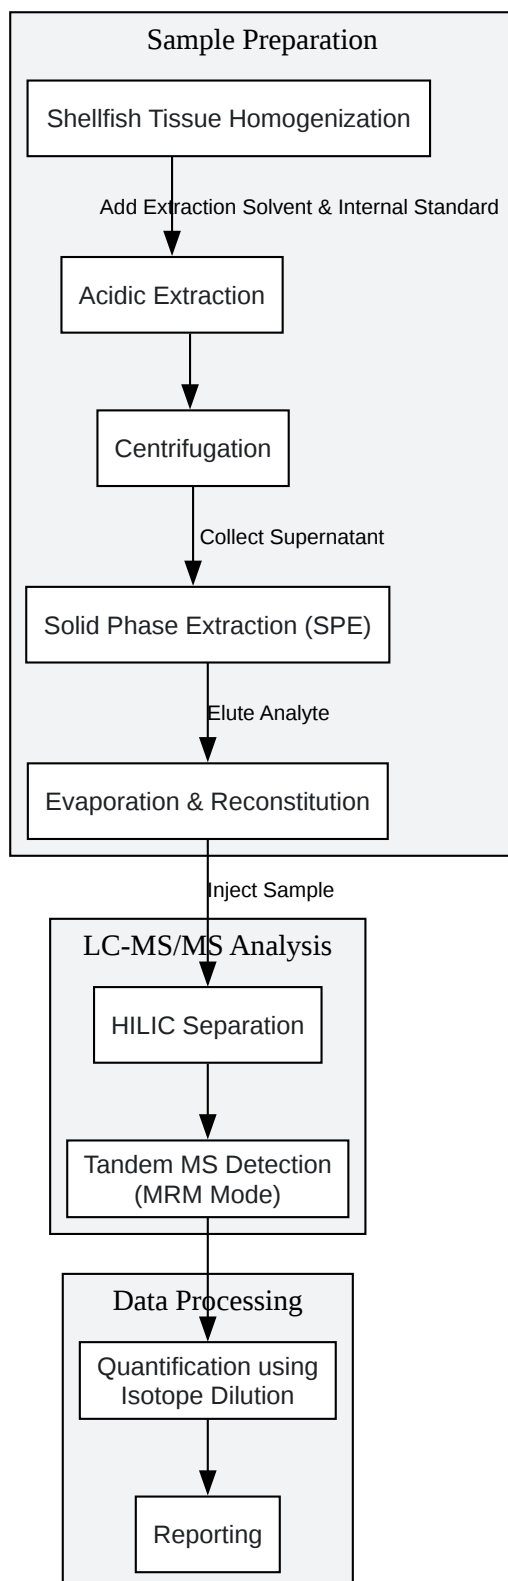 Sample Preparation
Shellfish Tissue Homogenization
Add Extraction Solvent & Internal Standard
Acidic Extraction
Centrifugation
Collect Supernatant
Solid Phase Extraction (SPE)
Elute Analyte
Evaporation & Reconstitution
Inject Sample
LC-MS/MS Analysis
HILIC Separation
Tandem MS Detection
(MRM Mode)
Data Processing
Quantification using
Isotope Dilution
Reporting